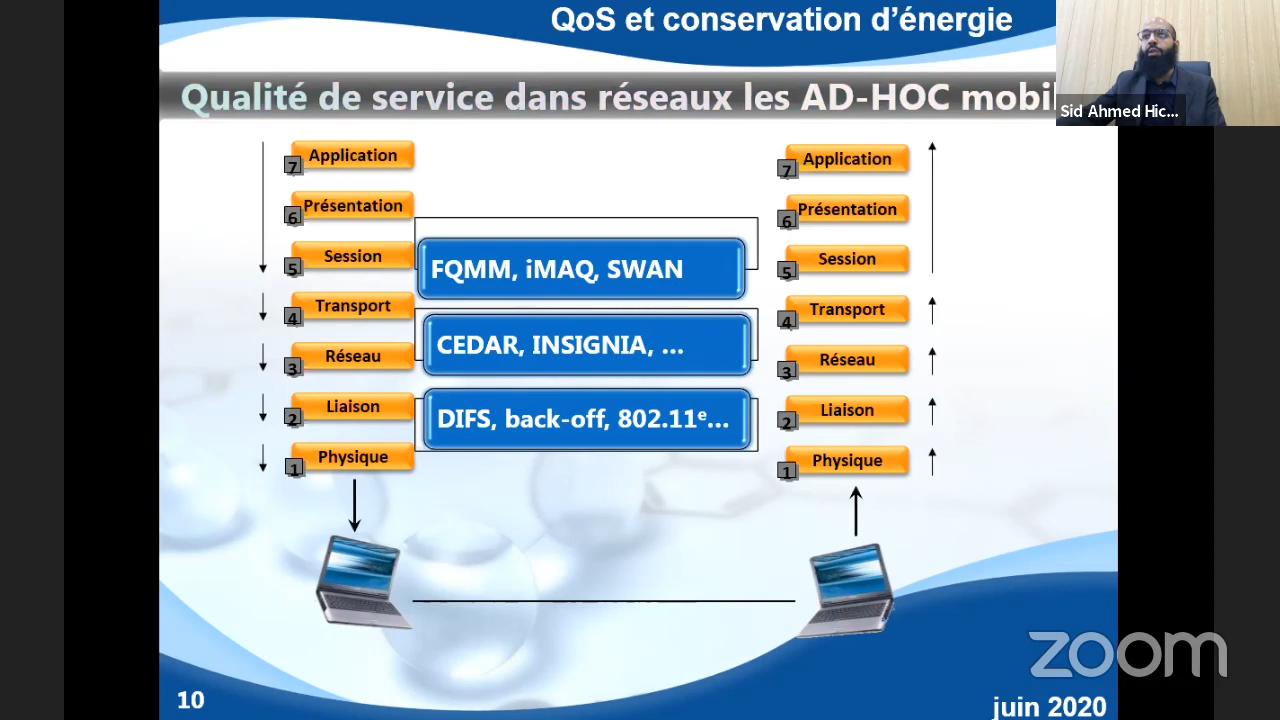 QoS et conservation d’énergie
Qualité de service dans réseaux les AD-HOC mobil
Sid Ahmed Hic...
7 Application
6 Présentation
5 Session
4 Transport
3 Réseau
2 Liaison
1 Physique
FQMM, iMAQ, SWAN
CEDAR, INSIGNIA, ...
DIFS, back-off, 802.11e...
7 Application
6 Présentation
5 Session
4 Transport
3 Réseau
2 Liaison
1 Physique
10
juin 2020
zoom